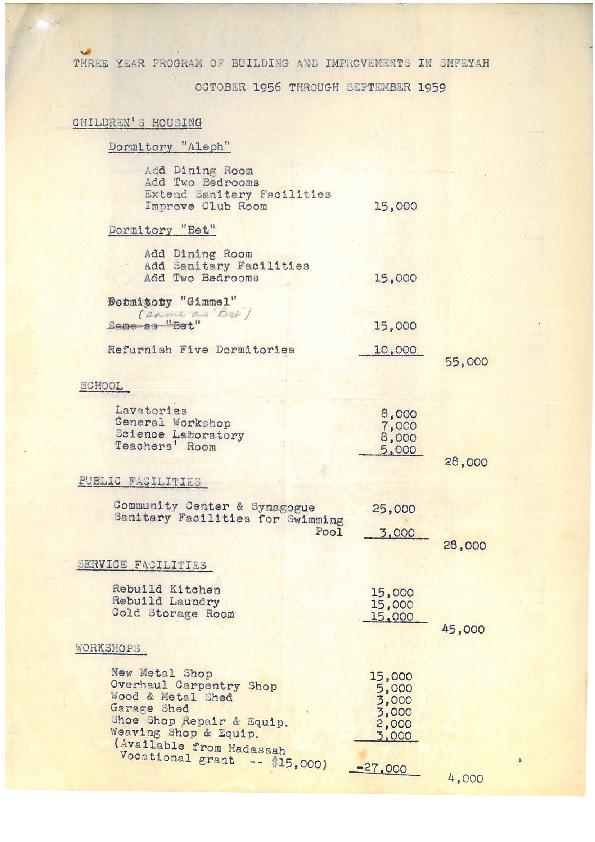 THREE YEAR PROGRAM OF BUILDING AND IMPROVEMENTS IN SHFEYAH
OCTOBER 1956 THROUGH SEPTEMBER 1959
CHILDREN'S HOUSING
Dormitory "Aleph"
Add Dining Room
Add Two Bedrooms
Extend Sanitary Facilities
Improve Club Room 15,000
Dormitory "Bet"
Add Dining Room
Add Sanitary Facilities
Add Two Bedrooms 15,000
Dormitoty "Gimmel"
(same as "Bet")
Same as "Bet" 15,000
Refurnish Five Dormitories 10,000
55,000
SCHOOL
Lavatories 8,000
General Workshop 7,000
Science Laboratory 8,000
Teachers' Room 5,000
28,000
PUBLIC FACILITIES
Community Center & Synagogue 25,000
Sanitary Facilities for Swimming
Pool 3,000
28,000
SERVICE FACILITIES
Rebuild Kitchen 15,000
Rebuild Laundry 15,000
Cold Storage Room 15,000
45,000
WORKSHOPS
New Metal Shop 15,000
Overhaul Carpentry Shop 5,000
Wood & Metal Shed 3,000
Garage Shed 3,000
Shoe Shop Repair & Equip. 2,000
Weaving Shop & Equip. 3,000
(Available from Hadassah
Vocational grant -- $15,000) -27,000
4,000